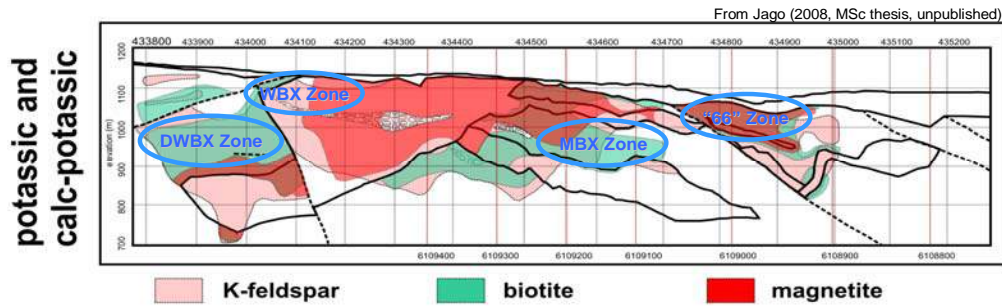 From Jago (2008, MSc thesis, unpublished)
potassic and
calc-potassic
433800 433900 434000 434100 434200 434300 434400 434500 434600 434700 434800 434900 435000 435100 435200
1200
1100
1000
900
800
700
elevation (m)
WBX Zone
DWBX Zone
MBX Zone
“66” Zone
6109400 6109300 6109200 6109100 6109000 6108900 6108800
K-feldspar biotite magnetite